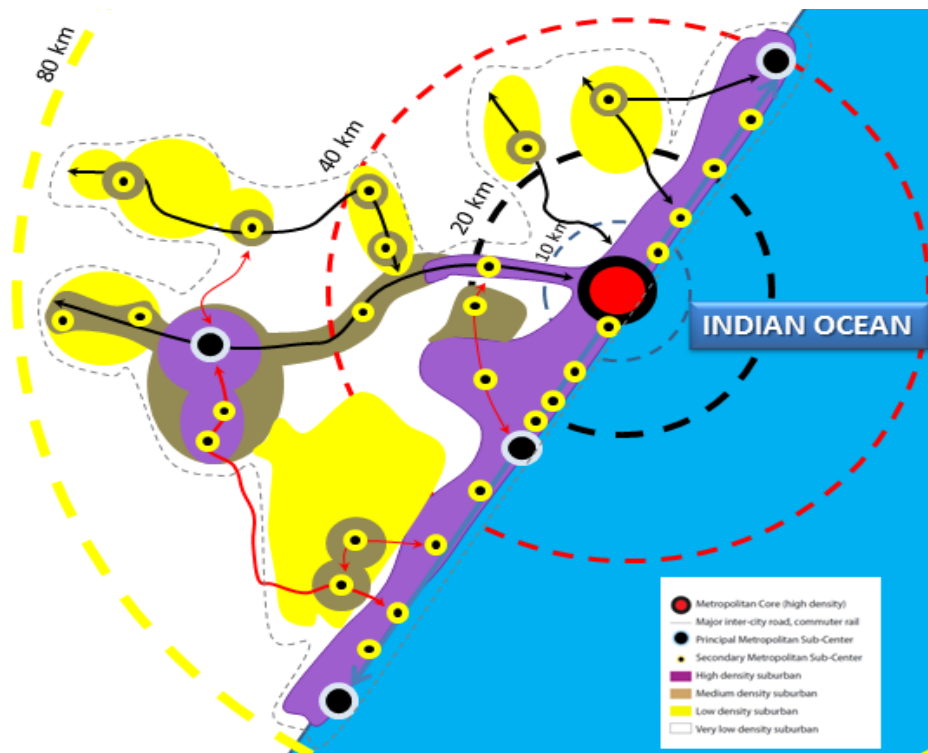 80 km
40 km
20 km
10 km
INDIAN OCEAN
Metropolitan Core (high density)
Major inter-city road, commuter rail
Principal Metropolitan Sub-Center
Secondary Metropolitan Sub-Center
High density suburban
Medium density suburban
Low density suburban
Very low density suburban